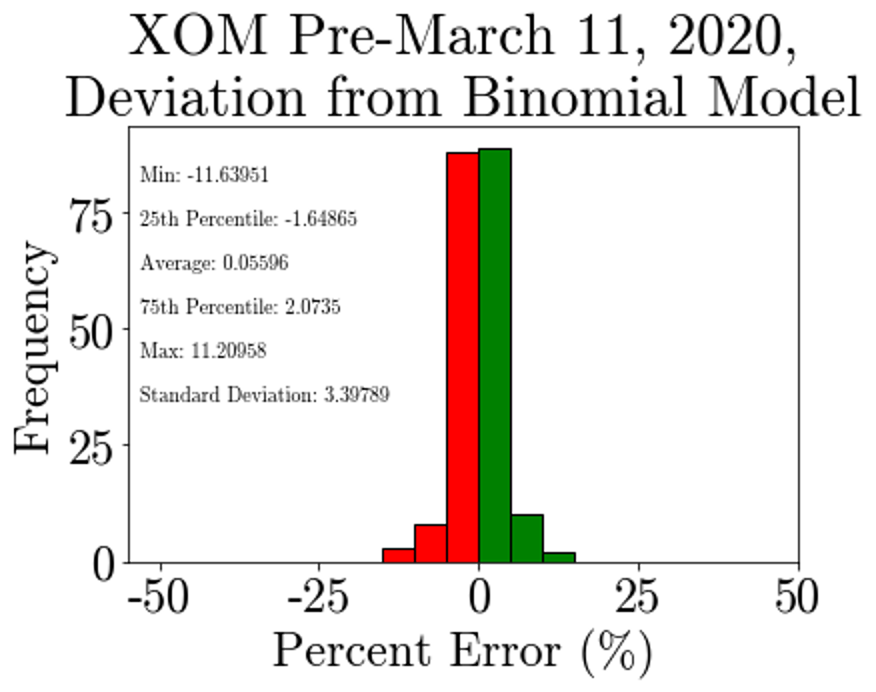 XOM Pre-March 11, 2020,
Deviation from Binomial Model
Min: -11.63951
25th Percentile: -1.64865
Average: 0.05596
75th Percentile: 2.0735
Max: 11.20958
Standard Deviation: 3.39789
Frequency
75
50
25
0
-50 -25 0 25 50
Percent Error (%)